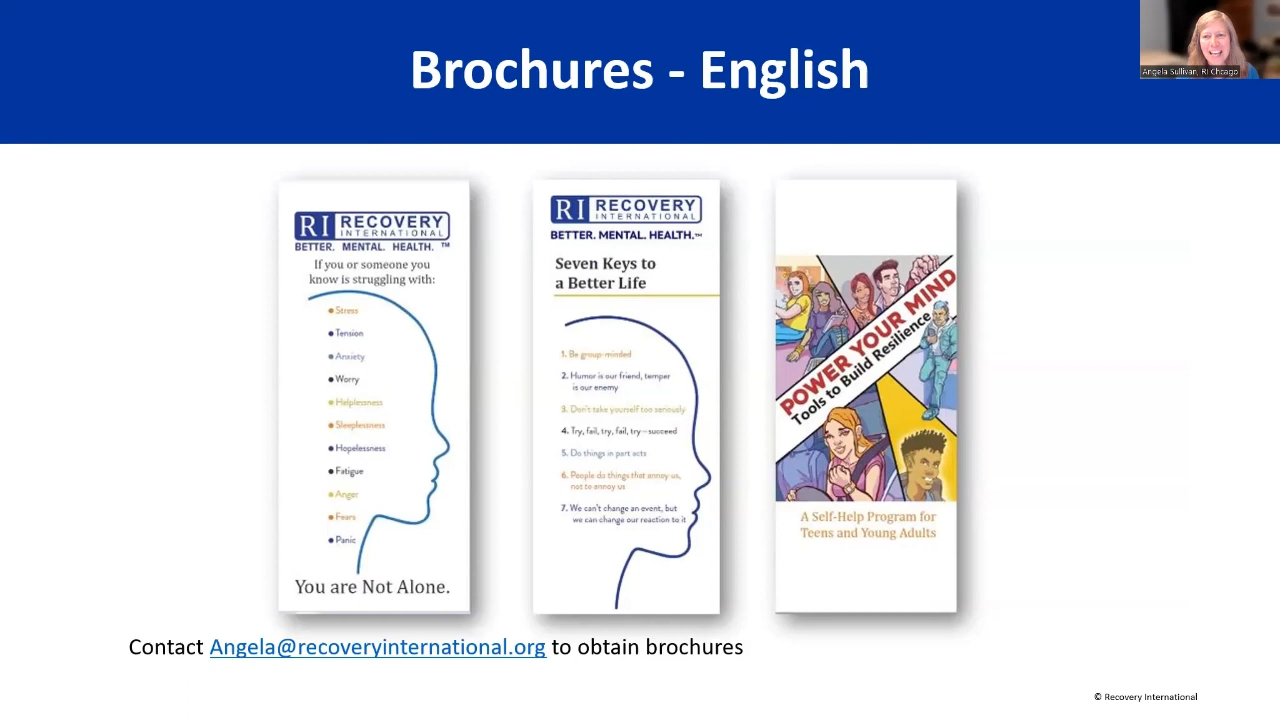 Brochures - English
Angela Sullivan, RI Chcago
RI RECOVERY
INTERNATIONAL
BETTER. MENTAL. HEALTH. ™
If you or someone you
know is struggling with:
• Stress
• Tension
• Anxiety
• Worry
• Helplessness
• Sleeplessness
• Hopelessness
• Fatigue
• Anger
• Fears
• Panic
You are Not Alone.
RI RECOVERY
INTERNATIONAL
BETTER. MENTAL. HEALTH.™
Seven Keys to
a Better Life
1. Be group-minded
2. Humor is our friend, temper
is our enemy
3. Don't take yourself too seriously
4. Try, fail, try, fail, try—succeed
5. Do things in part acts
6. People do things that annoy us,
not to annoy us
7. We can't change an event, but
we can change our reaction to it
POWER YOUR MIND
Tools to Build Resilience
A Self-Help Program for
Teens and Young Adults
Contact Angela@recoveryinternational.org to obtain brochures
© Recovery International